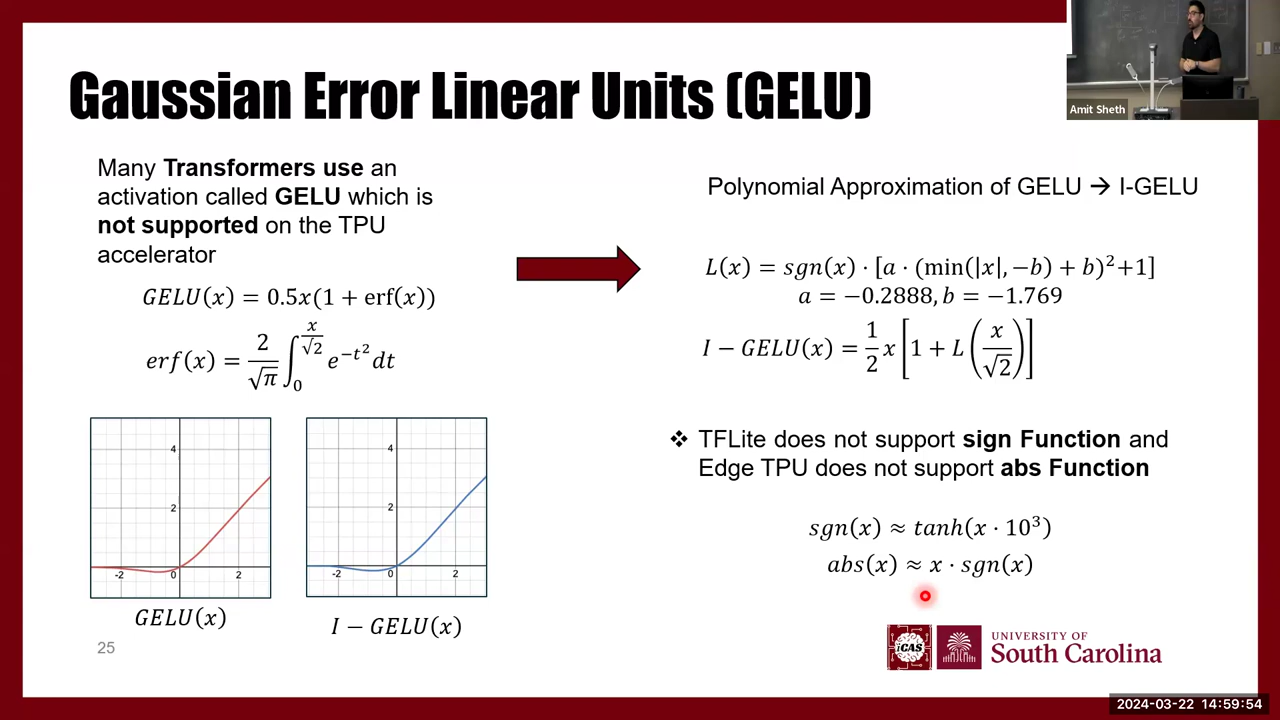 Gaussian Error Linear Units (GELU)
Amit Sheth
Many Transformers use an
activation called GELU which is
not supported on the TPU
accelerator
GELU(x) = 0.5x(1 + erf(x))
erf(x) = 2/√π ∫₀^(x/√2) e^(−t²) dt
4
2
-2 0 2
GELU(x)
4
2
-2 0 2
I − GELU(x)
Polynomial Approximation of GELU → I-GELU
L(x) = sgn(x) · [a · (min(|x|, −b) + b)²+1]
a = −0.2888, b = −1.769
I − GELU(x) = 1/2 x [1 + L(x/√2)]
❖ TFLite does not support sign Function and
Edge TPU does not support abs Function
sgn(x) ≈ tanh(x · 10³)
abs(x) ≈ x · sgn(x)
25
iCAS
UNIVERSITY OF
South Carolina
2024-03-22 14:59:54